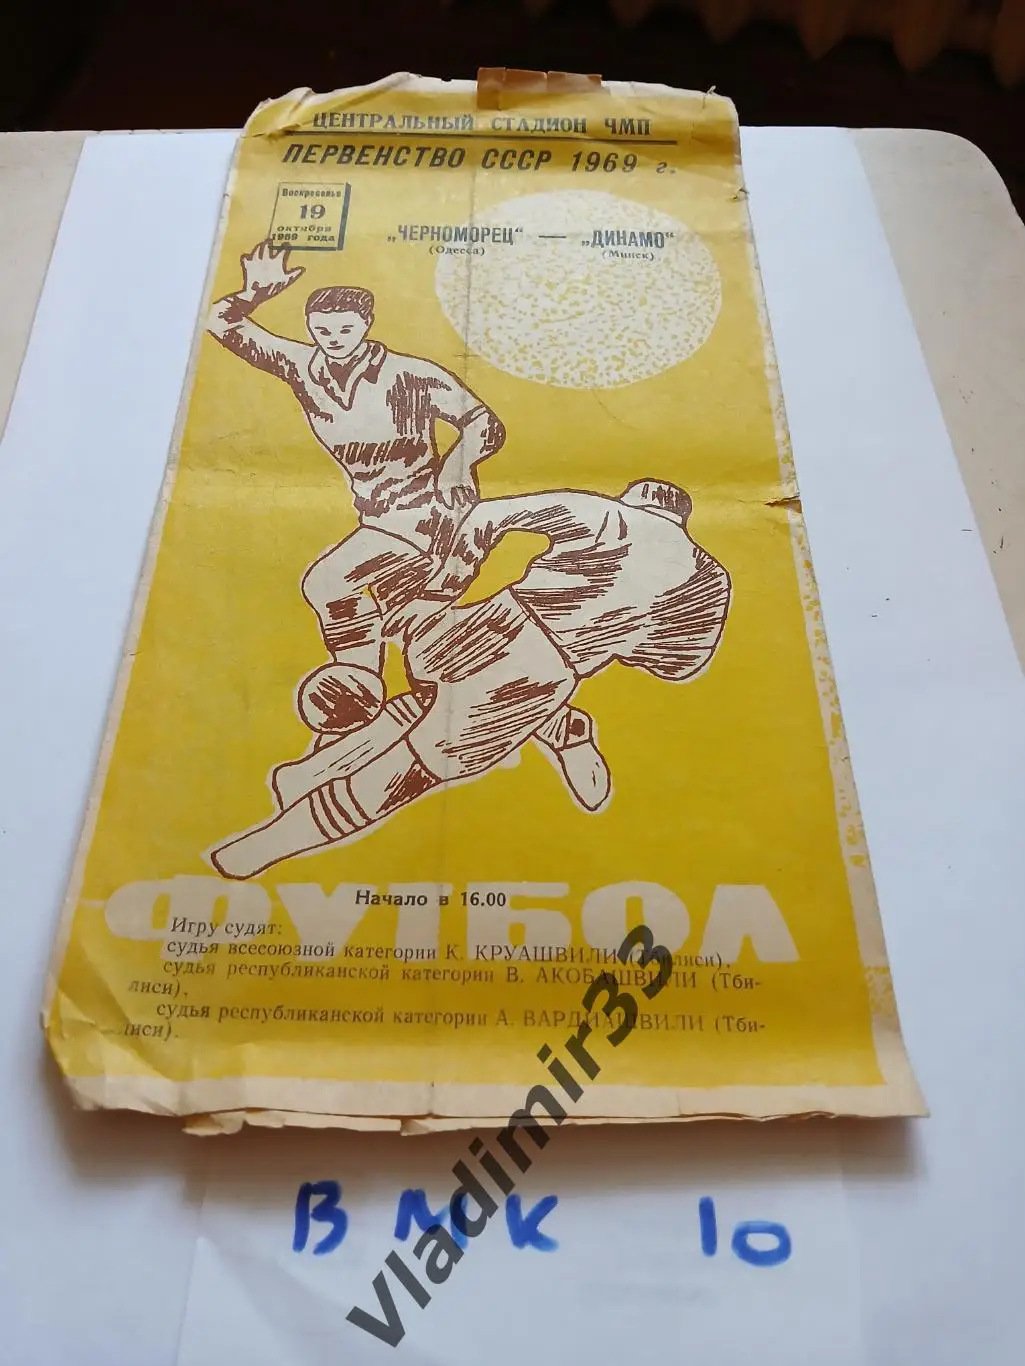 ЦЕНТРАЛЬНЫЙ СТАДИОН ЧМП
ПЕРВЕНСТВО СССР 1969 г.
Воскресенье
19
октября
1969 года
„ЧЕРНОМОРЕЦ“ — „ДИНАМО“
(Одесса) (Минск)
ФУТБОЛ
Начало в 16.00
Игру судят:
судья всесоюзной категории К. КРУАШВИЛИ (Тбилиси),
судья республиканской категории В. АКОБАШВИЛИ (Тби-
лиси),
судья республиканской категории А. ВАРДИАШВИЛИ (Тби-
лиси).
vladimir33
ВМК 10